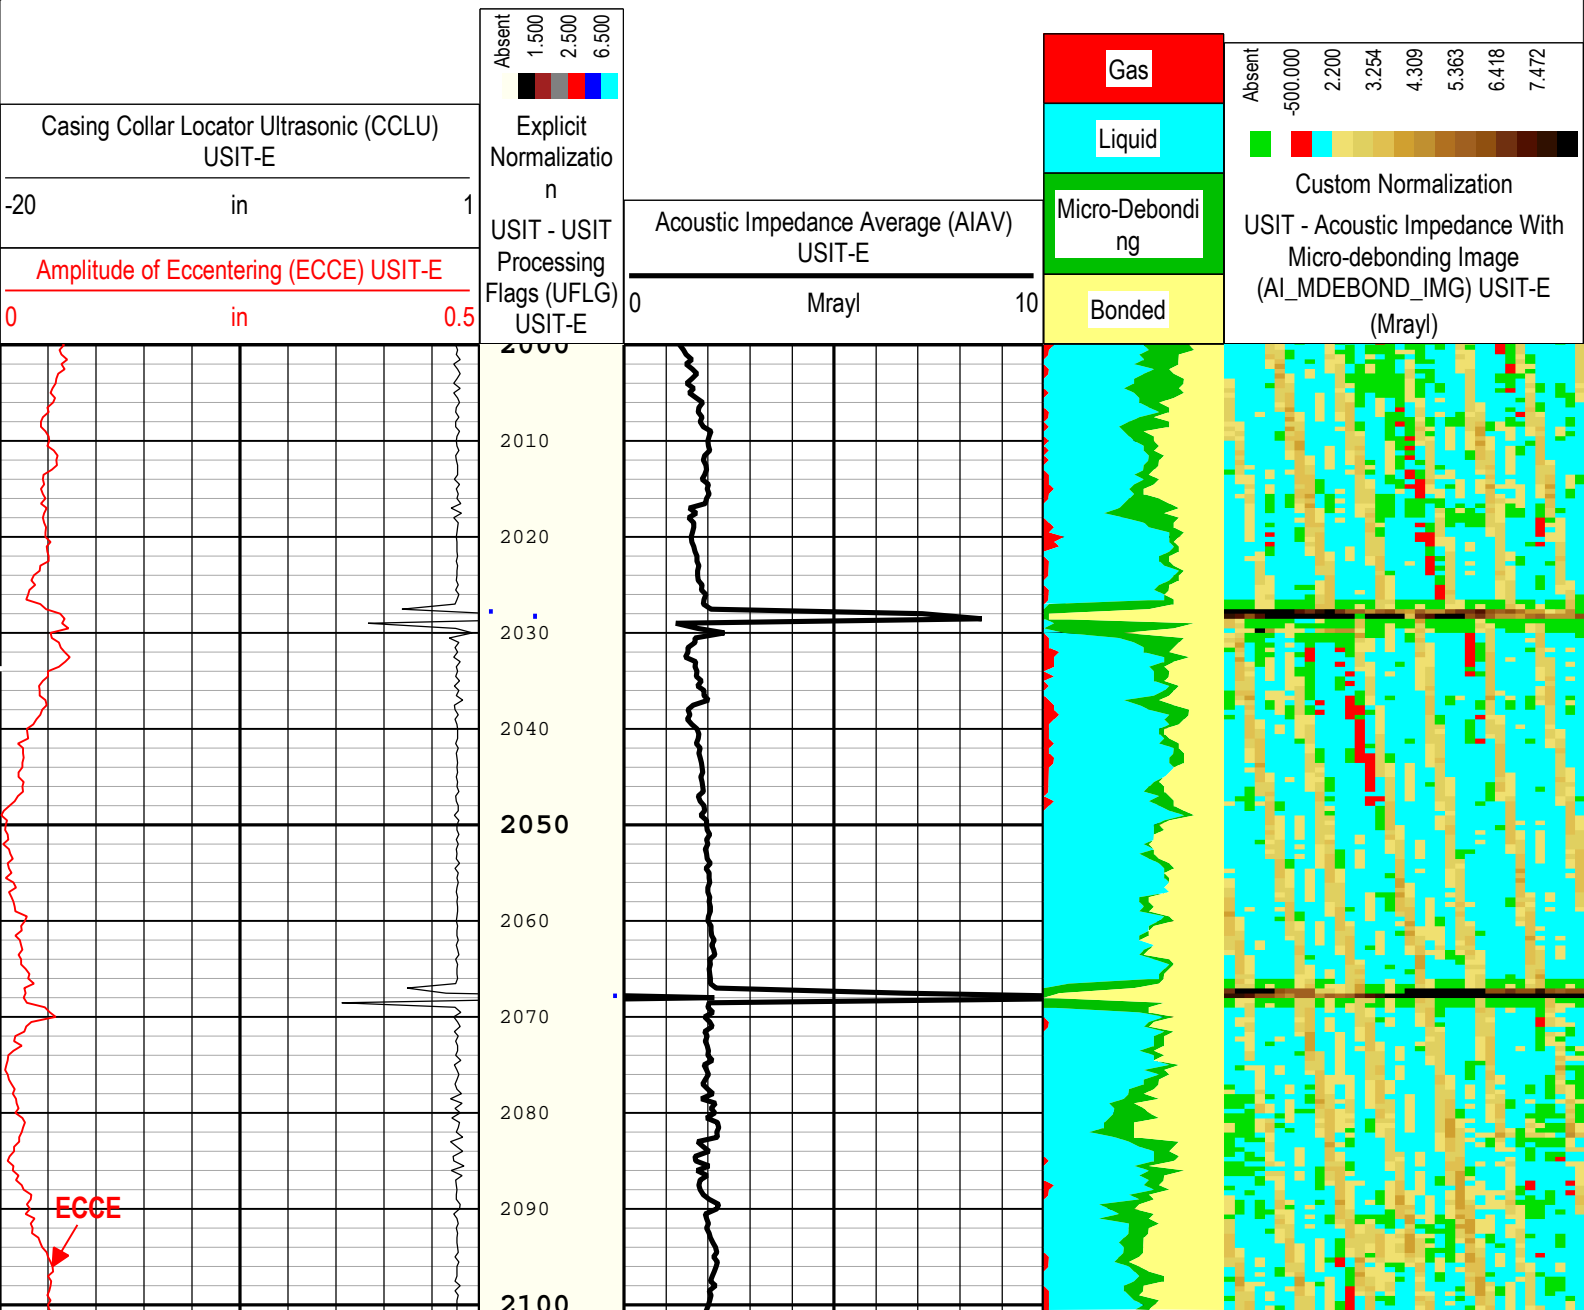 Casing Collar Locator Ultrasonic (CCLU)
USIT-E
-20 in 1
Amplitude of Eccentering (ECCE) USIT-E
0 in 0.5
Absent
1.500
2.500
6.500
Explicit
Normalizatio
n
USIT - USIT
Processing
Flags (UFLG)
USIT-E
Acoustic Impedance Average (AIAV)
USIT-E
0 Mrayl 10
Gas
Liquid
Micro-Debondi
ng
Bonded
Absent
-500.000
2.200
3.254
4.309
5.363
6.418
7.472
Custom Normalization
USIT - Acoustic Impedance With
Micro-debonding Image
(AI_MDEBOND_IMG) USIT-E
(Mrayl)
2000
2010
2020
2030
2040
2050
2060
2070
2080
2090
2100
ECCE